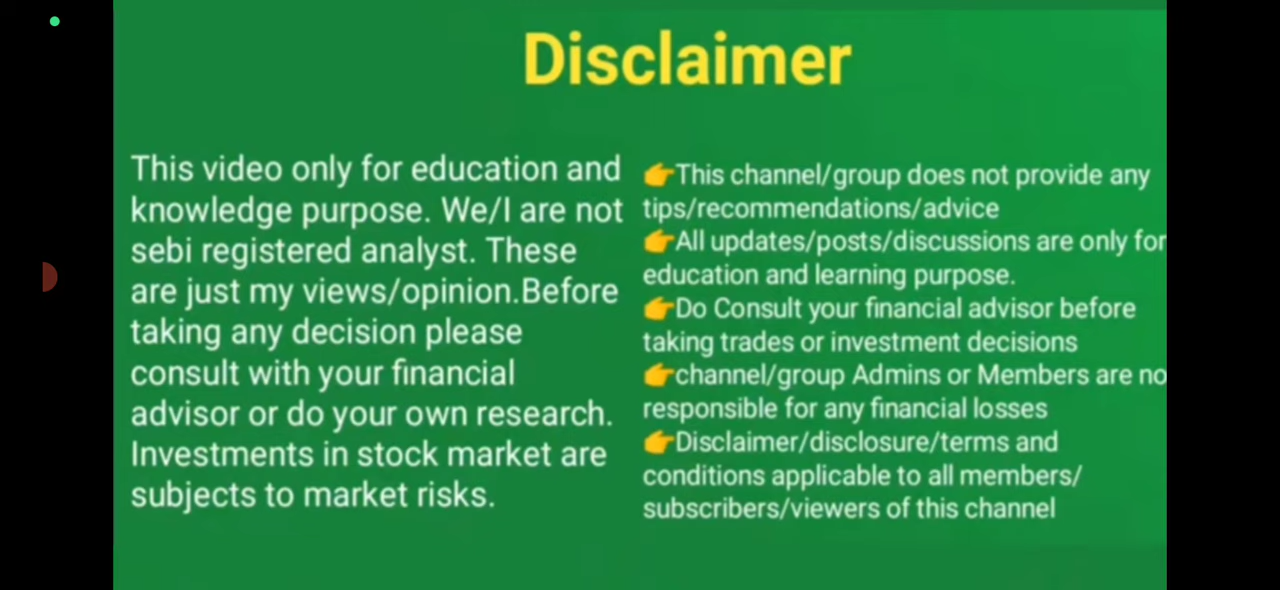 Disclaimer
This video only for education and
knowledge purpose. We/I are not
sebi registered analyst. These
are just my views/opinion.Before
taking any decision please
consult with your financial
advisor or do your own research.
Investments in stock market are
subjects to market risks.
👉This channel/group does not provide any
tips/recommendations/advice
👉All updates/posts/discussions are only for
education and learning purpose.
👉Do Consult your financial advisor before
taking trades or investment decisions
👉channel/group Admins or Members are no
responsible for any financial losses
👉Disclaimer/disclosure/terms and
conditions applicable to all members/
subscribers/viewers of this channel